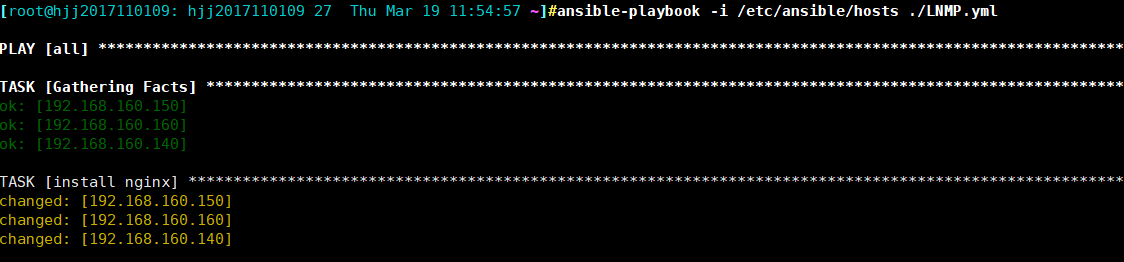 [root@hjj2017110109: hjj2017110109 27  Thu Mar 19 11:54:57 ~]#ansible-playbook -i /etc/ansible/hosts ./LNMP.yml
PLAY [all] ******************************************************************************************************************
TASK [Gathering Facts] ******************************************************************************************************
ok: [192.168.160.150]
ok: [192.168.160.160]
ok: [192.168.160.140]
TASK [install nginx] ********************************************************************************************************
changed: [192.168.160.150]
changed: [192.168.160.160]
changed: [192.168.160.140]